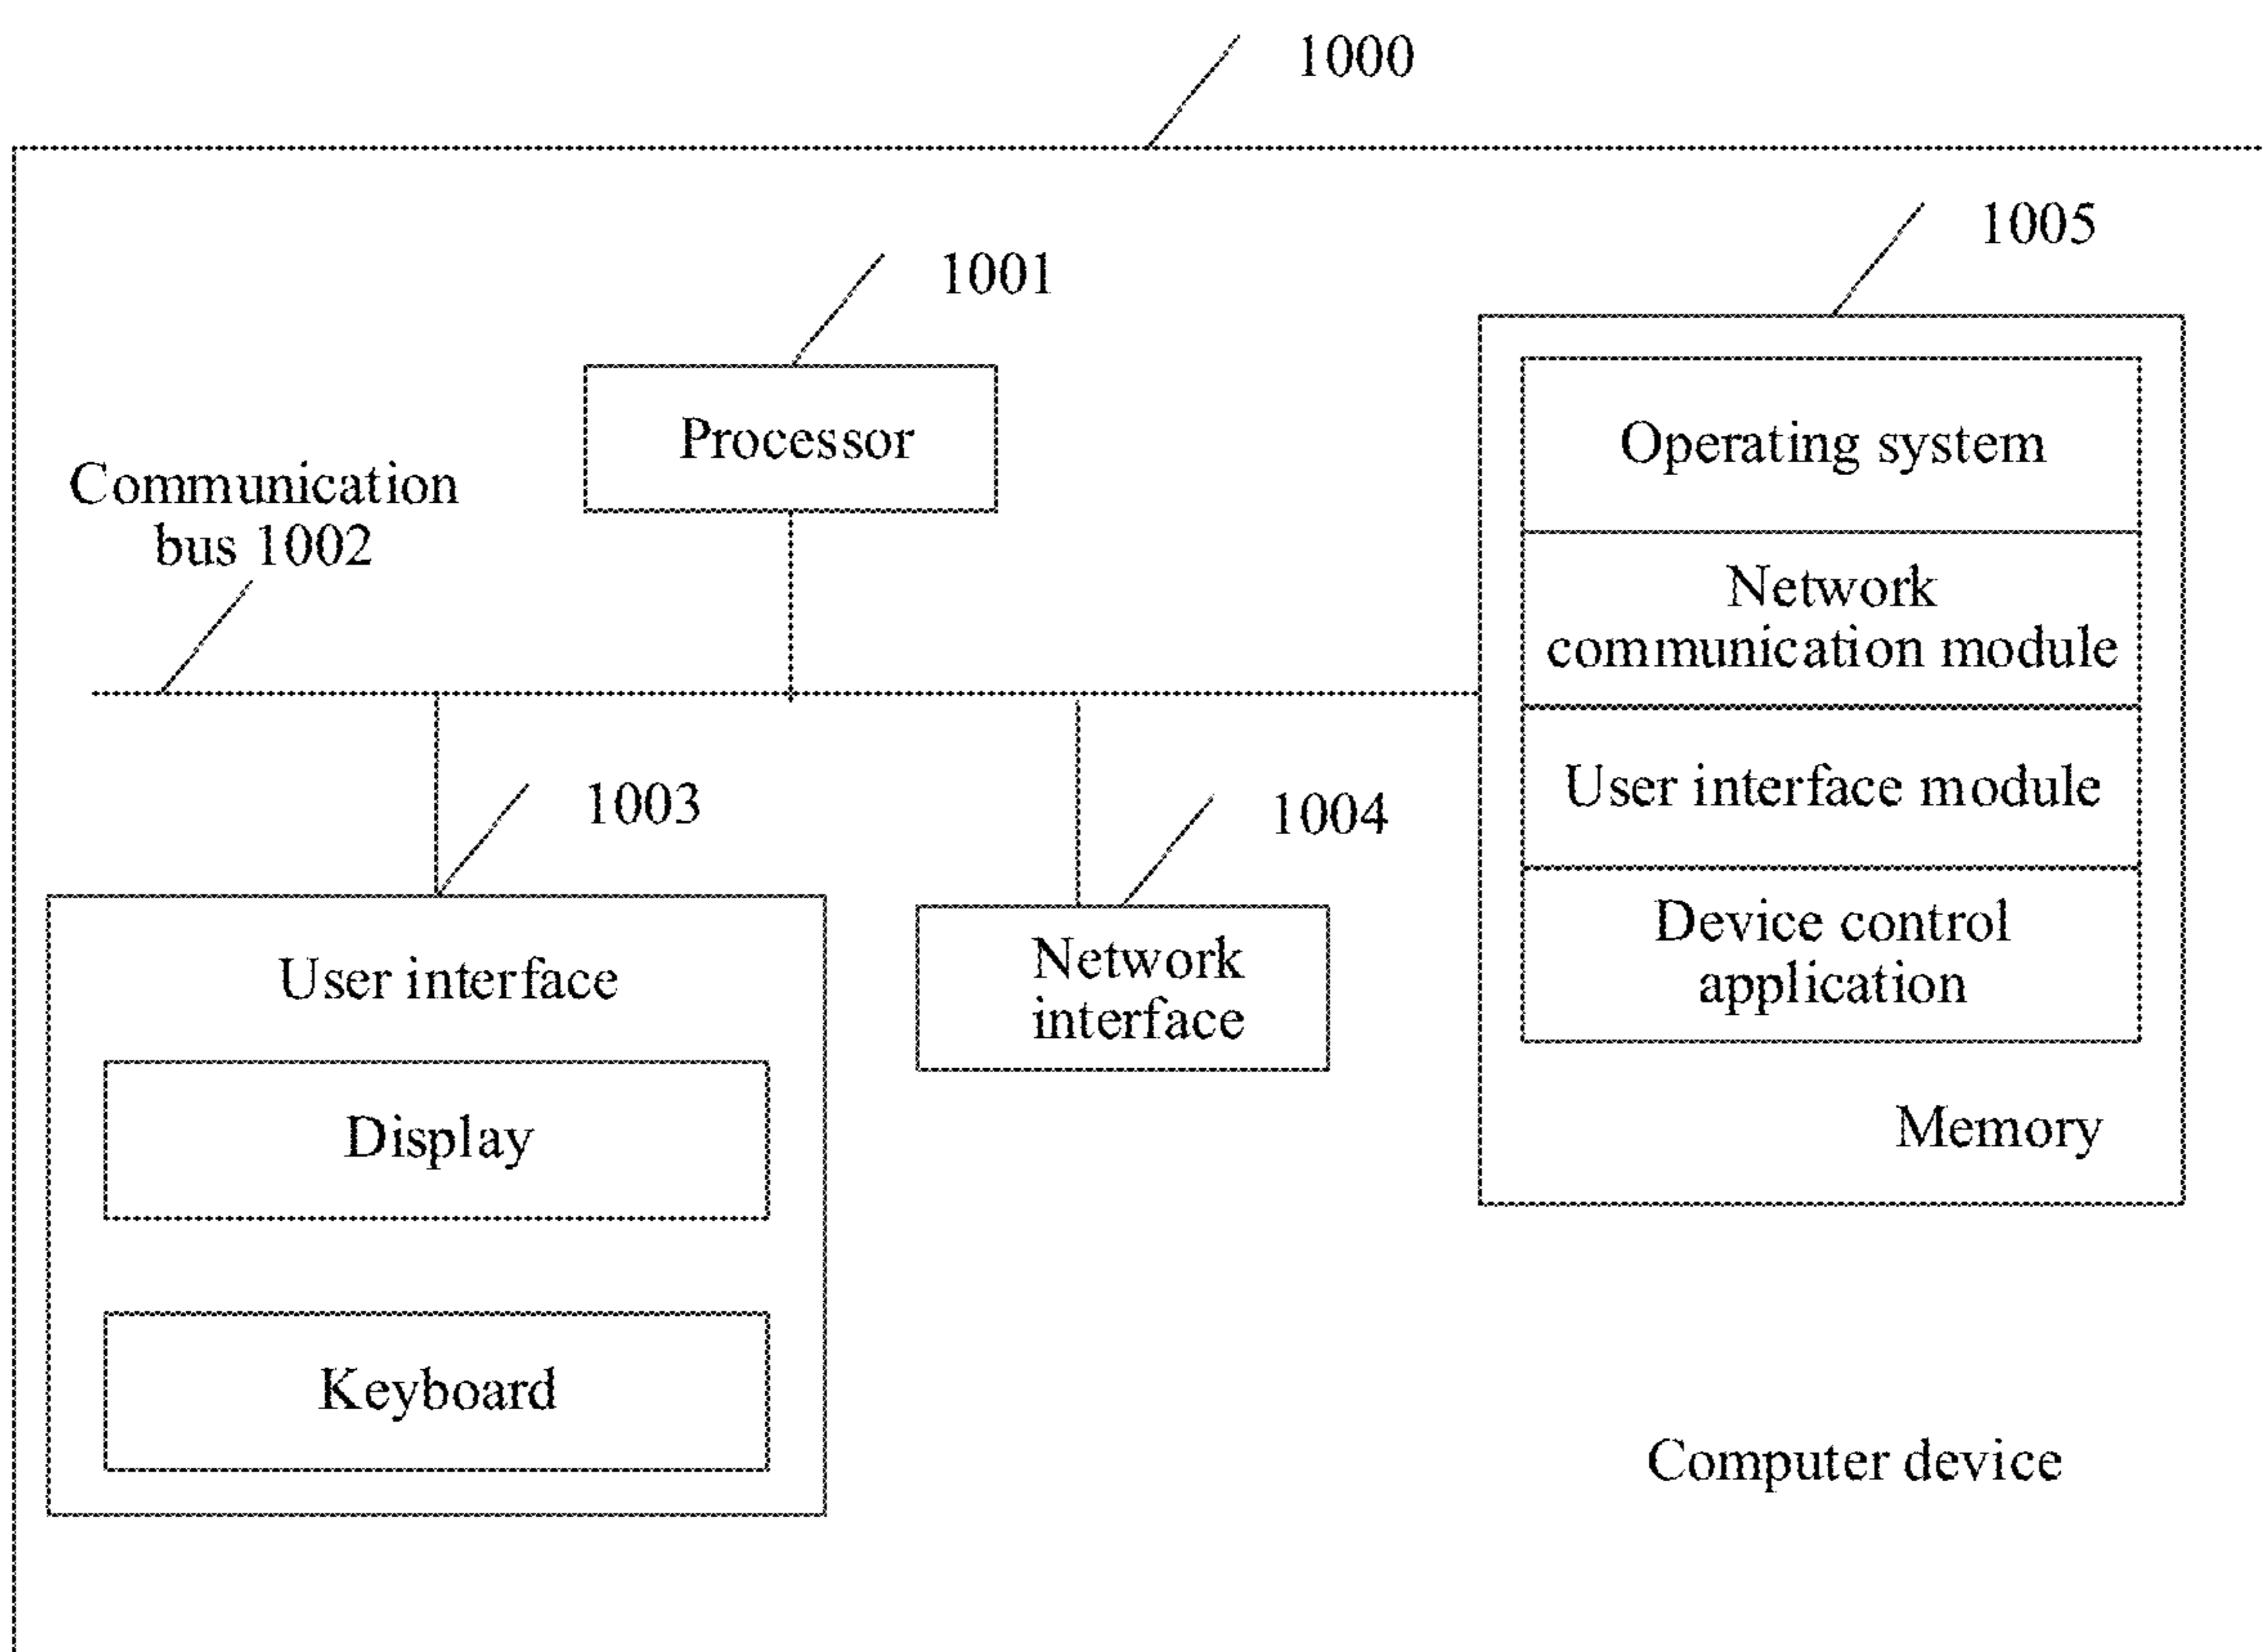 1000
1005
1001
Processor
Communication
bus 1002
Operating system
Network
communication module
User interface module
Device control
application
Memory
1003
1004
User interface
Display
Keyboard
Network
interface
Computer device